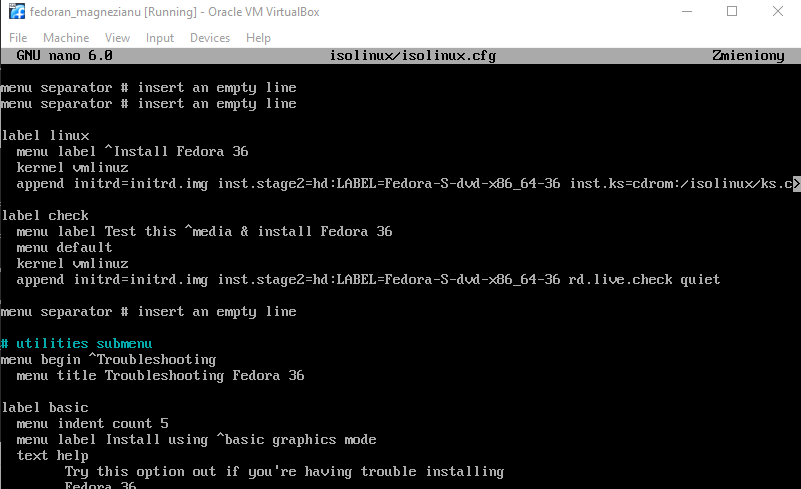 fedoran_magnezianu [Running] - Oracle VM VirtualBox
File Machine View Input Devices Help
GNU nano 6.0 isolinux/isolinux.cfg Zmieniony
menu separator # insert an empty line
menu separator # insert an empty line
label linux
menu label ^Install Fedora 36
kernel vmlinuz
append initrd=initrd.img inst.stage2=hd:LABEL=Fedora-S-dvd-x86_64-36 inst.ks=cdrom:/isolinux/ks.c>
label check
menu label Test this ^media & install Fedora 36
menu default
kernel vmlinuz
append initrd=initrd.img inst.stage2=hd:LABEL=Fedora-S-dvd-x86_64-36 rd.live.check quiet
menu separator # insert an empty line
# utilities submenu
menu begin ^Troubleshooting
menu title Troubleshooting Fedora 36
label basic
menu indent count 5
menu label Install using ^basic graphics mode
text help
Try this option out if you're having trouble installing
Fedora 36